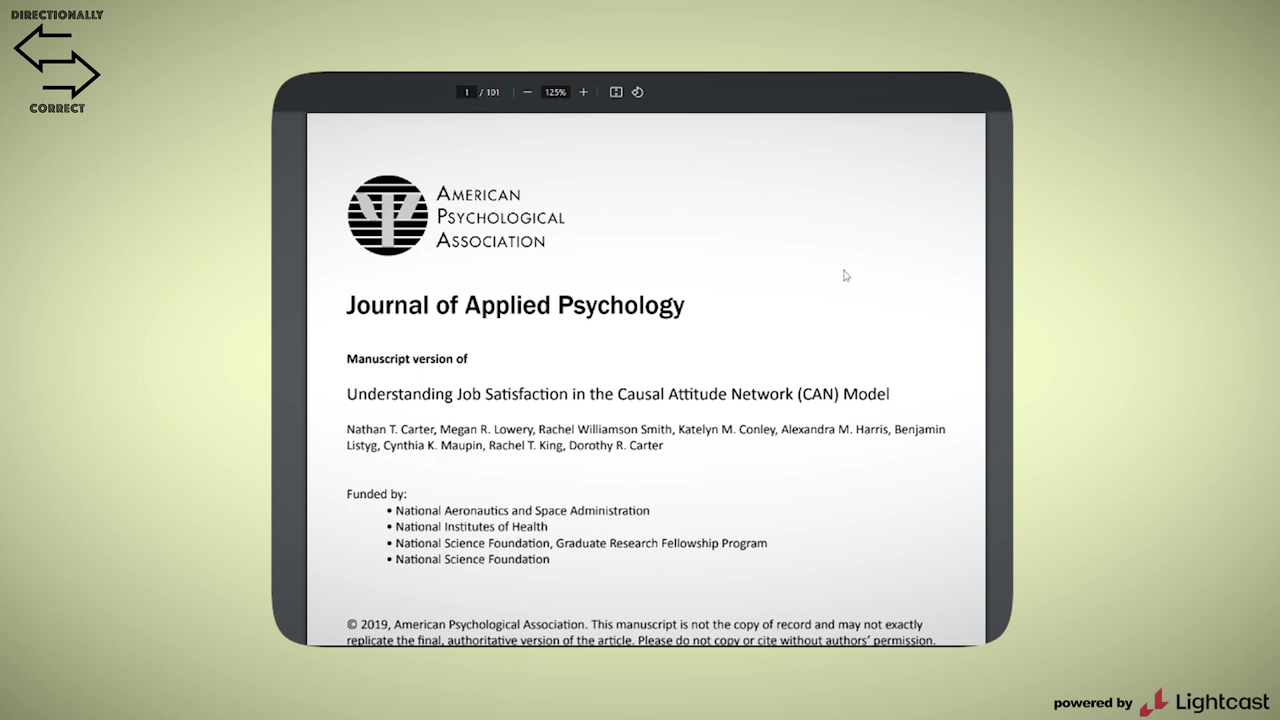 DIRECTIONALLY
CORRECT
1 / 101 125%
AMERICAN
PSYCHOLOGICAL
ASSOCIATION
Journal of Applied Psychology
Manuscript version of
Understanding Job Satisfaction in the Causal Attitude Network (CAN) Model
Nathan T. Carter, Megan R. Lowery, Rachel Williamson Smith, Katelyn M. Conley, Alexandra M. Harris, Benjamin
Listyg, Cynthia K. Maupin, Rachel T. King, Dorothy R. Carter
Funded by:
• National Aeronautics and Space Administration
• National Institutes of Health
• National Science Foundation, Graduate Research Fellowship Program
• National Science Foundation
© 2019, American Psychological Association. This manuscript is not the copy of record and may not exactly
replicate the final, authoritative version of the article. Please do not copy or cite without authors’ permission.
powered by Lightcast